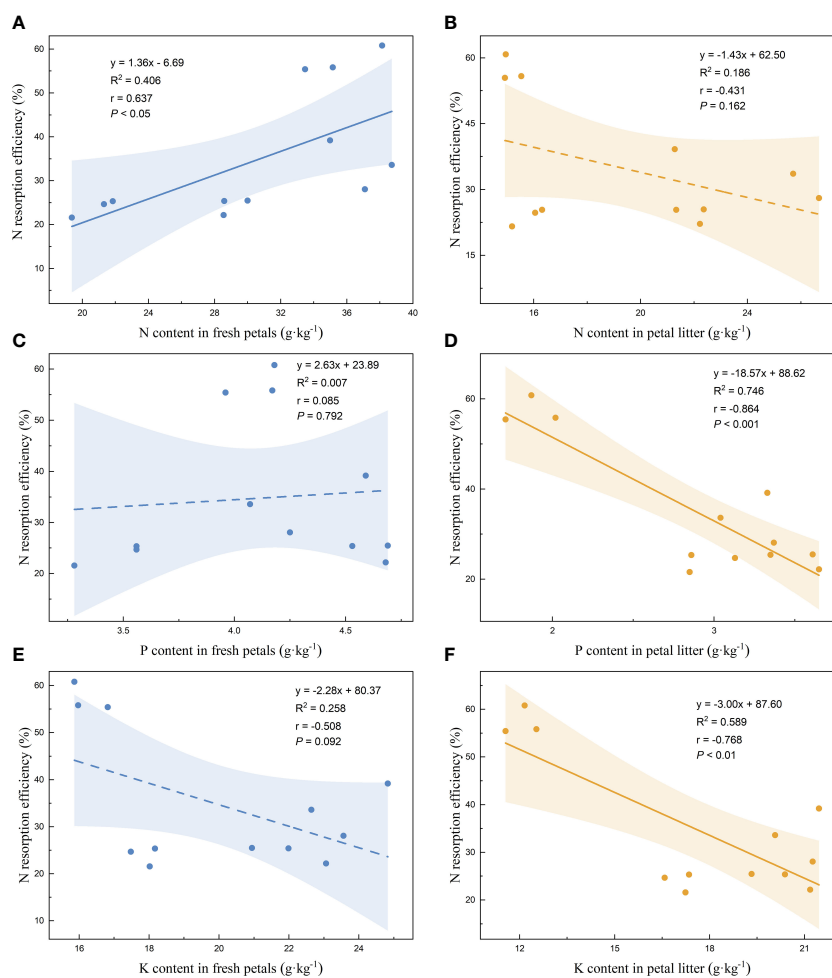 A
y = 1.36x - 6.69
R² = 0.406
r = 0.637
P < 0.05
60
50
40
30
20
10
N resorption efficiency (%)
20
24
28
32
36
40
N content in fresh petals (g·kg⁻¹)
B
y = -1.43x + 62.50
R² = 0.186
r = -0.431
P = 0.162
60
45
30
15
N resorption efficiency (%)
16
20
24
N content in petal litter (g·kg⁻¹)
C
y = 2.63x + 23.89
R² = 0.007
r = 0.085
P = 0.792
60
50
40
30
20
N resorption efficiency (%)
3.5
4.0
4.5
P content in fresh petals (g·kg⁻¹)
D
y = -18.57x + 88.62
R² = 0.746
r = -0.864
P < 0.001
60
40
20
N resorption efficiency (%)
2
3
P content in petal litter (g·kg⁻¹)
E
y = -2.28x + 80.37
R² = 0.258
r = -0.508
P = 0.092
60
50
40
30
20
10
N resorption efficiency (%)
16
18
20
22
24
K content in fresh petals (g·kg⁻¹)
F
y = -3.00x + 87.60
R² = 0.589
r = -0.768
P < 0.01
60
50
40
30
20
N resorption efficiency (%)
12
15
18
21
K content in petal litter (g·kg⁻¹)